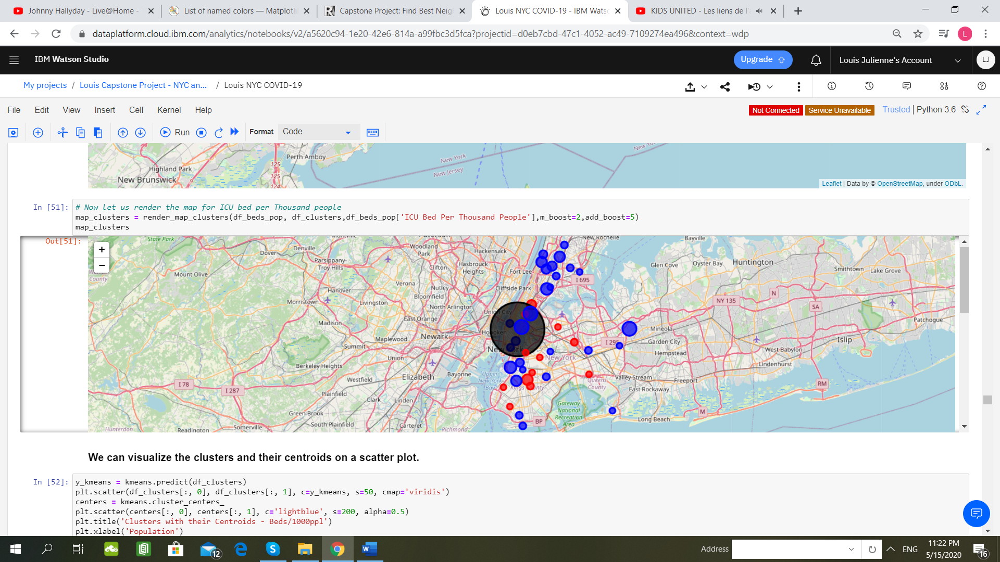 Johnny Hallyday - Live@Home -
List of named colors — Matplotli
Capstone Project: Find Best Neig
Louis NYC COVID-19 - IBM Wats
KIDS UNITED - Les liens de l'
dataplatform.cloud.ibm.com/analytics/notebooks/v2/a5620c94-1e20-42e6-814a-a99fbc3d5fca?projectid=d0eb7cbd-47c1-4052-ac49-7109274ea496&context=wdp
L
IBM Watson Studio
Upgrade
Louis Julienne's Account
LJ
My projects / Louis Capstone Project - NYC an... / Louis NYC COVID-19
File Edit View Insert Cell Kernel Help
Not Connected
Service Unavailable
Trusted | Python 3.6
Run
Format
Code
Perth Amboy
Highland Park
New Brunswick
9
125
125
124
New York
New Jersey
Leaflet | Data by © OpenStreetMap, under ODbL.
In [51]:
# Now let us render the map for ICU bed per Thousand people
map_clusters = render_map_clusters(df_beds_pop, df_clusters,df_beds_pop['ICU Bed Per Thousand People'],m_boost=2,add_boost=5)
map_clusters
Out[51]:
+
−
State Park
Dover
Denville
Parsippany-
Troy Hills
Woodland
Park
Hackensack
New Rochelle
Bayville
Mount Olive
County
Clifton
Hasbrouck
Heights
Fort Lee
Glen Cove
Oyster Bay
Huntington
Smithtown
Lake Grove
I 695
Hanover
Verona
Nutley
Cliffside Park
Morristown
Livingston
Bloomfield
North Arlington
Union City
NY 135
N
SA
Patchogue
East Orange
Madison
Maplewood
Newark
Hoboken
Mineola
I 295
Garden City
Islip
Summit
New York
Hempstead
West Babylon
Union
New York
Lindenhurst
Berkeley Heights
Elizabeth
Bayonne
Upper
New York
Bay
Kings County
Queens
County
Valley Stream
Freeport
East Rockaway
RM
Westfield
I 78
I 287
Plainfield
Clark
Linden
Gateway
National
Recreation
Area
M
Long Beach
Green Brook
South Plainfield
Carteret
BP
Hunterdon
Readington
Somerville
Richmond
We can visualize the clusters and their centroids on a scatter plot.
In [52]:
y_kmeans = kmeans.predict(df_clusters)
plt.scatter(df_clusters[:, 0], df_clusters[:, 1], c=y_kmeans, s=50, cmap='viridis')
centers = kmeans.cluster_centers_
plt.scatter(centers[:, 0], centers[:, 1], c='lightblue', s=200, alpha=0.5)
plt.title('Clusters with their Centroids - Beds/1000ppl')
plt.xlabel('Population')
12
Address
ENG
11:22 PM
5/15/2020
16